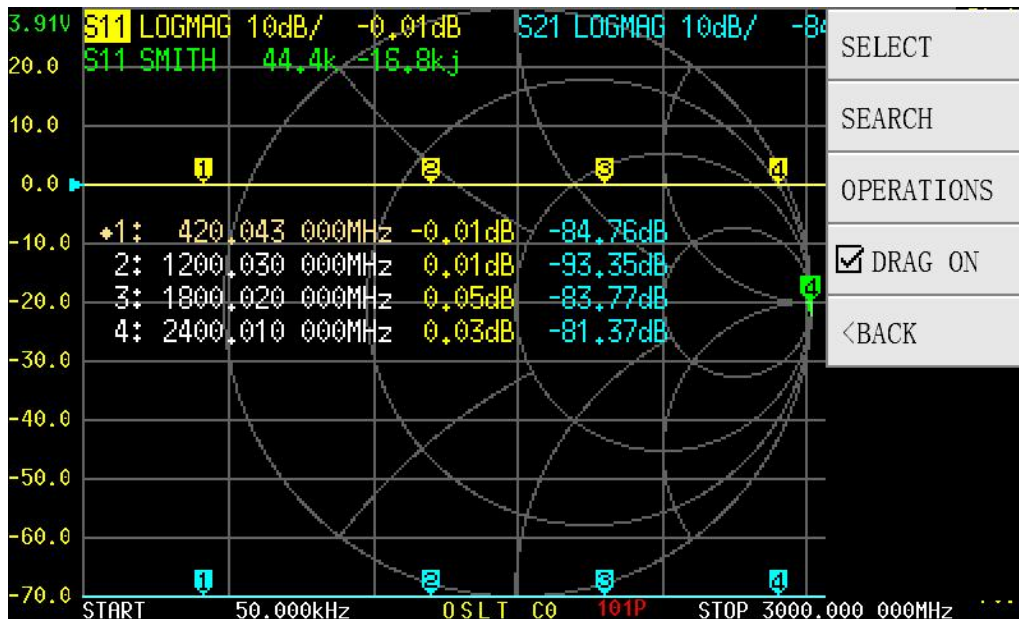 3.91V S11 LOGMAG 10dB/ -0.01dB S21 LOGMAG 10dB/ -84
S11 SMITH 44.4k -16.8kj
20.0
10.0
0.0
-10.0
-20.0
-30.0
-40.0
-50.0
-60.0
-70.0
1 2 3 4
1: 420.043 000MHz -0.01dB -84.76dB
2: 1200.030 000MHz 0.01dB -93.35dB
3: 1800.020 000MHz 0.05dB -83.77dB
4: 2400.010 000MHz 0.03dB -81.37dB
4
1 2 3 4
START 50.000kHz OSLT C0 101P STOP 3000.000 000MHz
SELECT
SEARCH
OPERATIONS
DRAG ON
<BACK